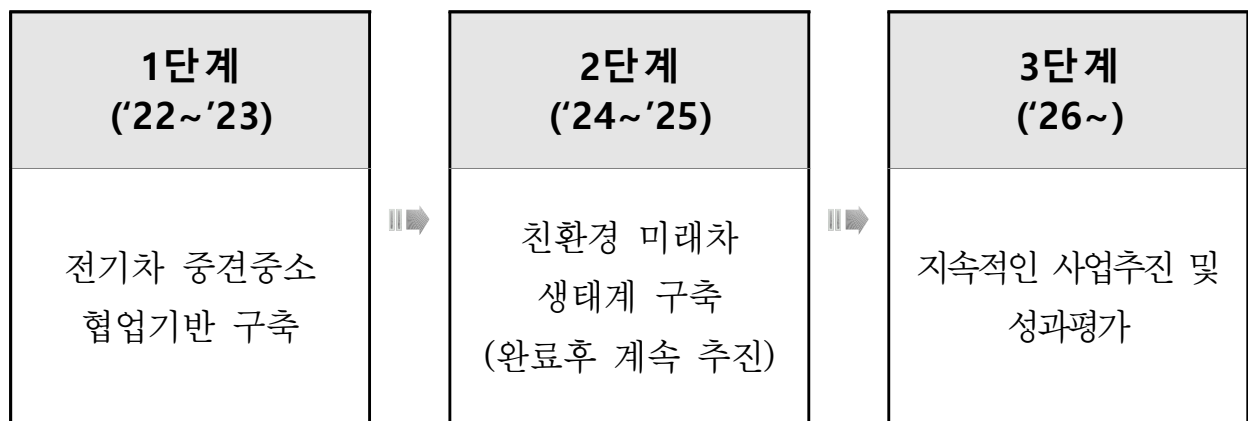 1단계
('22~'23)
전기차 중견중소
협업기반 구축
2단계
('24~'25)
친환경 미래차
생태계 구축
(완료후 계속 추진)
3단계
('26~)
지속적인 사업추진 및
성과평가